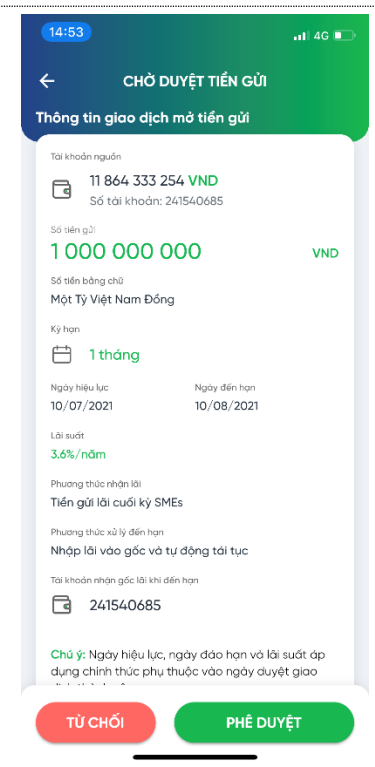 14:53
4G
CHỜ DUYỆT TIỀN GỬI
Thông tin giao dịch mở tiền gửi
Tài khoản nguồn
11 864 333 254 VND
Số tài khoản: 241540685
Số tiền gửi
1 000 000 000 VND
Số tiền bằng chữ
Một Tỷ Việt Nam Đồng
Kỳ hạn
1 tháng
Ngày hiệu lực Ngày đến hạn
10/07/2021 10/08/2021
Lãi suất
3.6%/năm
Phương thức nhận lãi
Tiền gửi lãi cuối kỳ SMEs
Phương thức xử lý đến hạn
Nhập lãi vào gốc và tự động tái tục
Tài khoản nhận gốc lãi khi đến hạn
241540685
Chú ý: Ngày hiệu lực, ngày đáo hạn và lãi suất áp
dụng chính thức phụ thuộc vào ngày duyệt giao
TỪ CHỐI PHÊ DUYỆT